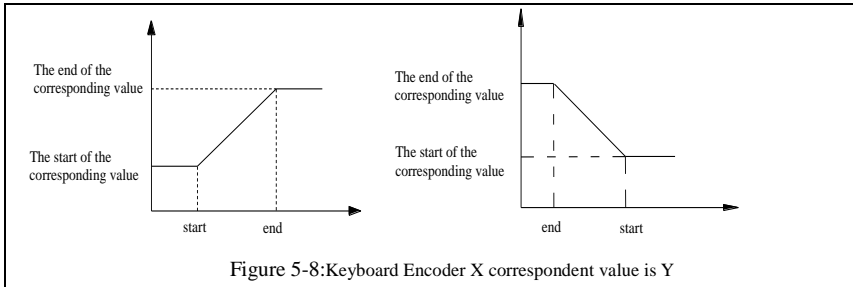 The end of the
corresponding value
The start of the
corresponding value
start
end
The end of the
corresponding value
The start of the
corresponding value
end
start
Figure 5-8:Keyboard Encoder X correspondent value is Y